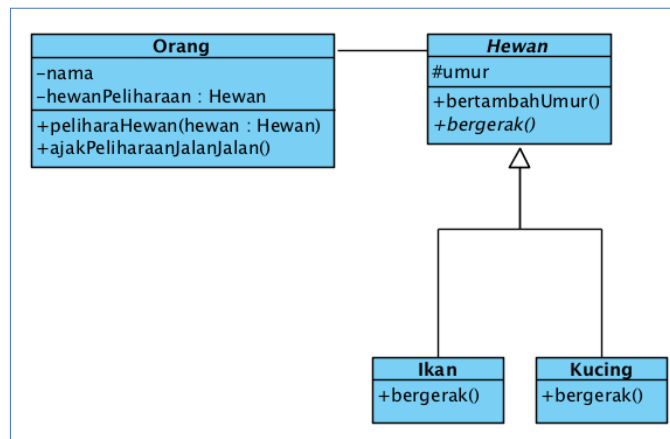 Orang
-nama
-hewanPeliharaan : Hewan
+peliharaHewan(hewan : Hewan)
+ajakPeliharaanJalanJalan()
Hewan
#umur
+bertambahUmur()
+bergerak()
Ikan
+bergerak()
Kucing
+bergerak()